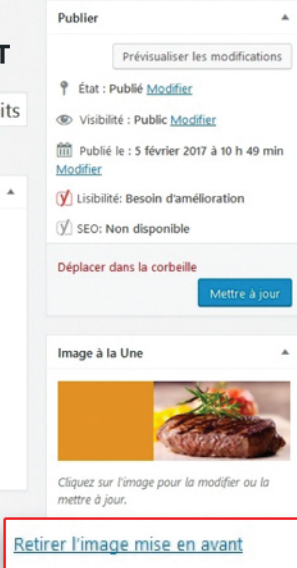 Publier
T
Prévisualiser les modifications
État : Publié Modifier
its
Visibilité : Public Modifier
Publié le : 5 février 2017 à 10 h 49 min
Modifier
Lisibilité: Besoin d'amélioration
SEO: Non disponible
Déplacer dans la corbeille
Mettre à jour
Image à la Une
Cliquez sur l'image pour la modifier ou la
mettre à jour.
Retirer l'image mise en avant